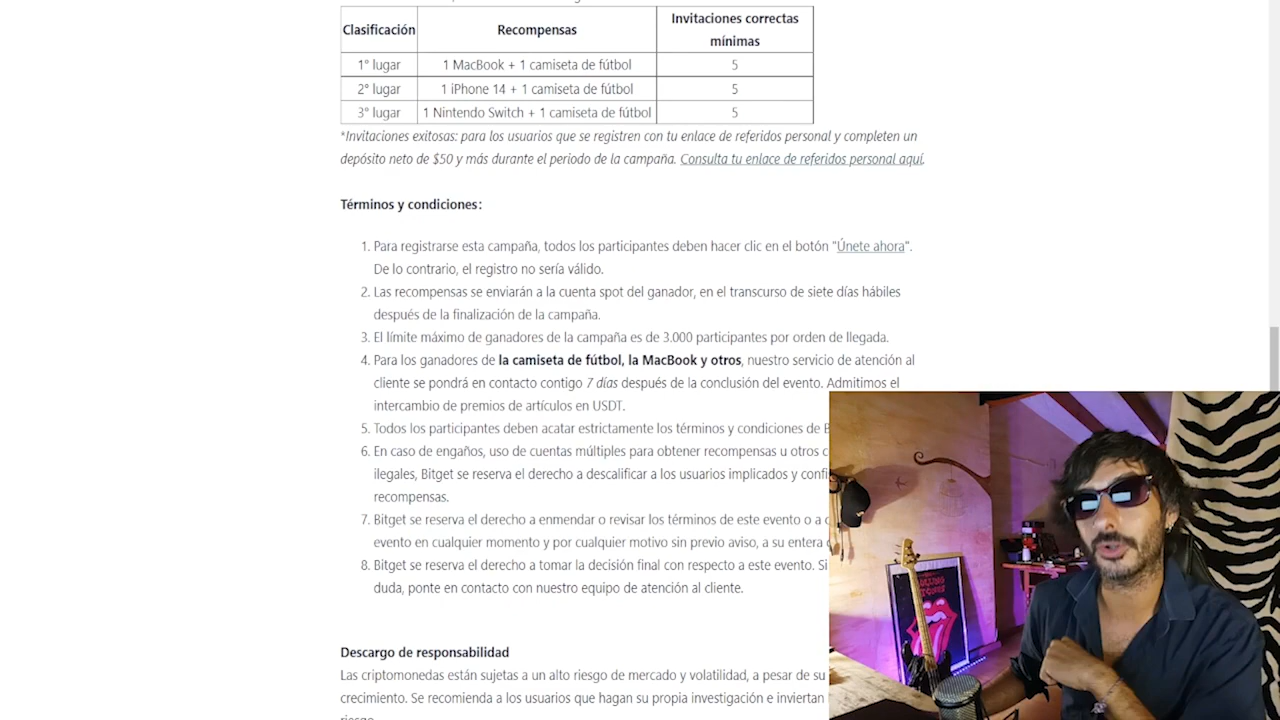 Clasificación Recompensas Invitaciones correctas mínimas
1° lugar 1 MacBook + 1 camiseta de fútbol 5
2° lugar 1 iPhone 14 + 1 camiseta de fútbol 5
3° lugar 1 Nintendo Switch + 1 camiseta de fútbol 5
*Invitaciones exitosas: para los usuarios que se registren con tu enlace de referidos personal y completen un
depósito neto de $50 y más durante el periodo de la campaña. Consulta tu enlace de referidos personal aquí.
Términos y condiciones:
1. Para registrarse esta campaña, todos los participantes deben hacer clic en el botón "Únete ahora".
De lo contrario, el registro no sería válido.
2. Las recompensas se enviarán a la cuenta spot del ganador, en el transcurso de siete días hábiles
después de la finalización de la campaña.
3. El límite máximo de ganadores de la campaña es de 3.000 participantes por orden de llegada.
4. Para los ganadores de la camiseta de fútbol, la MacBook y otros, nuestro servicio de atención al
cliente se pondrá en contacto contigo 7 días después de la conclusión del evento. Admitimos el
intercambio de premios de artículos en USDT.
5. Todos los participantes deben acatar estrictamente los términos y condiciones de
6. En caso de engaños, uso de cuentas múltiples para obtener recompensas u otros
ilegales, Bitget se reserva el derecho a descalificar a los usuarios implicados y
recompensas.
7. Bitget se reserva el derecho a enmendar o revisar los términos de este evento o a
evento en cualquier momento y por cualquier motivo sin previo aviso, a su entera
8. Bitget se reserva el derecho a tomar la decisión final con respecto a este evento. Si
duda, ponte en contacto con nuestro equipo de atención al cliente.
Descargo de responsabilidad
Las criptomonedas están sujetas a un alto riesgo de mercado y volatilidad, a pesar de su
crecimiento. Se recomienda a los usuarios que hagan su propia investigación e inviertan